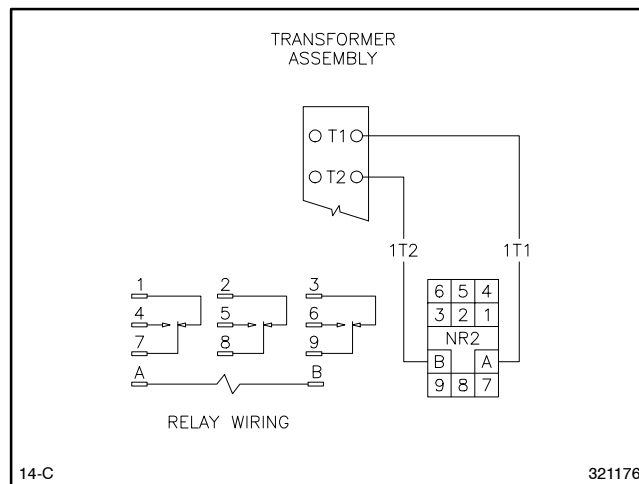 TRANSFORMER
ASSEMBLY
T1
T2
1T2
1T1
1 2 3
4 5 6
7 8 9
A B
RELAY WIRING
6 5 4
3 2 1
NR2
B A
9 8 7
14-C
321176